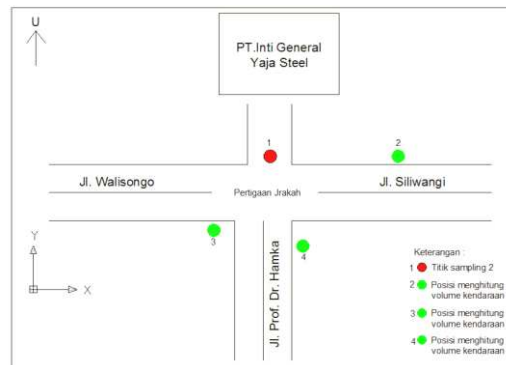 U
PT.Inti General
Yaja Steel
1
2
Jl. Walisongo
Pertigaan Jrakah
Jl. Siliwangi
3
4
Jl. Prof. Dr. Hamka
Y
X
Keterangan :
1 Titik sampling 2
2 Posisi menghitung
volume kendaraan
3 Posisi menghitung
volume kendaraan
4 Posisi menghitung
volume kendaraan